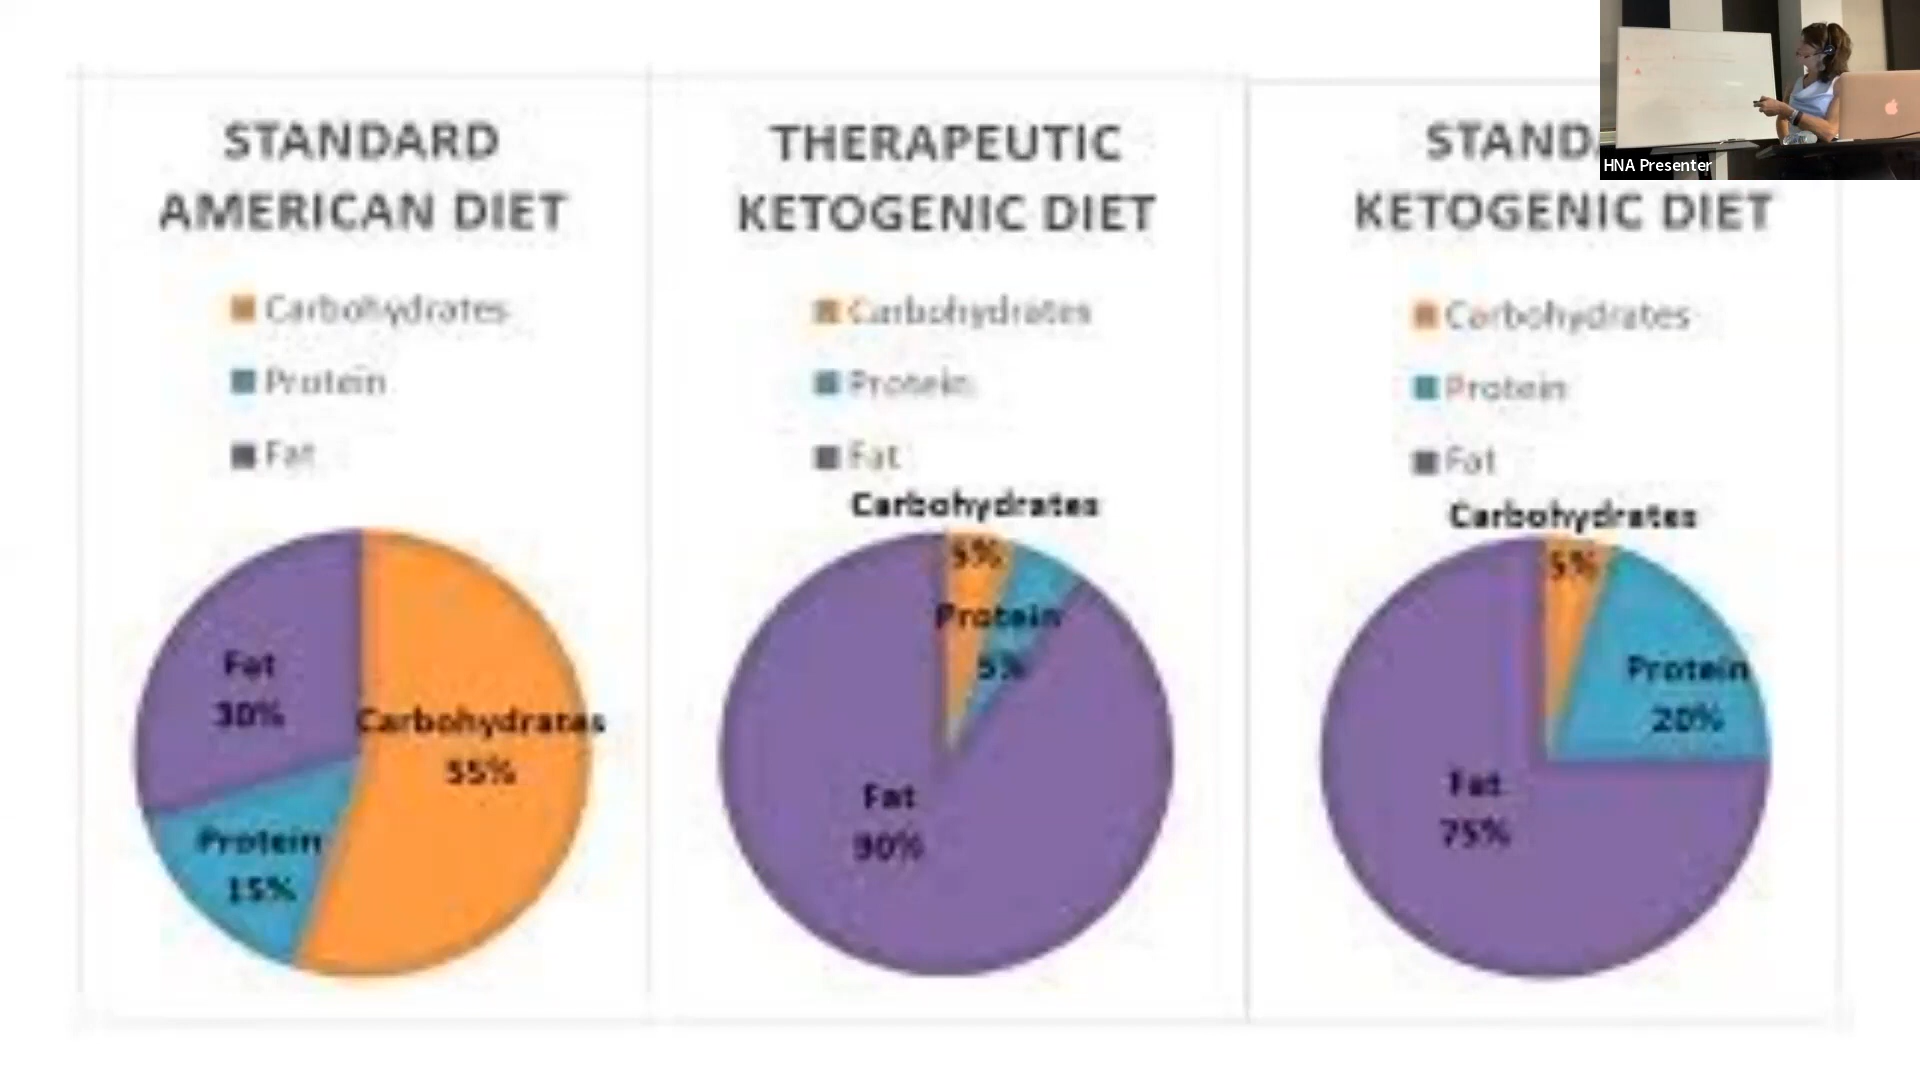 STANDARD
AMERICAN DIET
Carbohydrates
Protein
Fat
Fat
30%
Carbohydrates
55%
Protein
15%
THERAPEUTIC
KETOGENIC DIET
Carbohydrates
Protein
Fat
Carbohydrates
5%
Protein
5%
Fat
90%
STAND
KETOGENIC DIET
Carbohydrates
Protein
Fat
Carbohydrates
5%
Protein
20%
Fat
75%
HNA Presenter